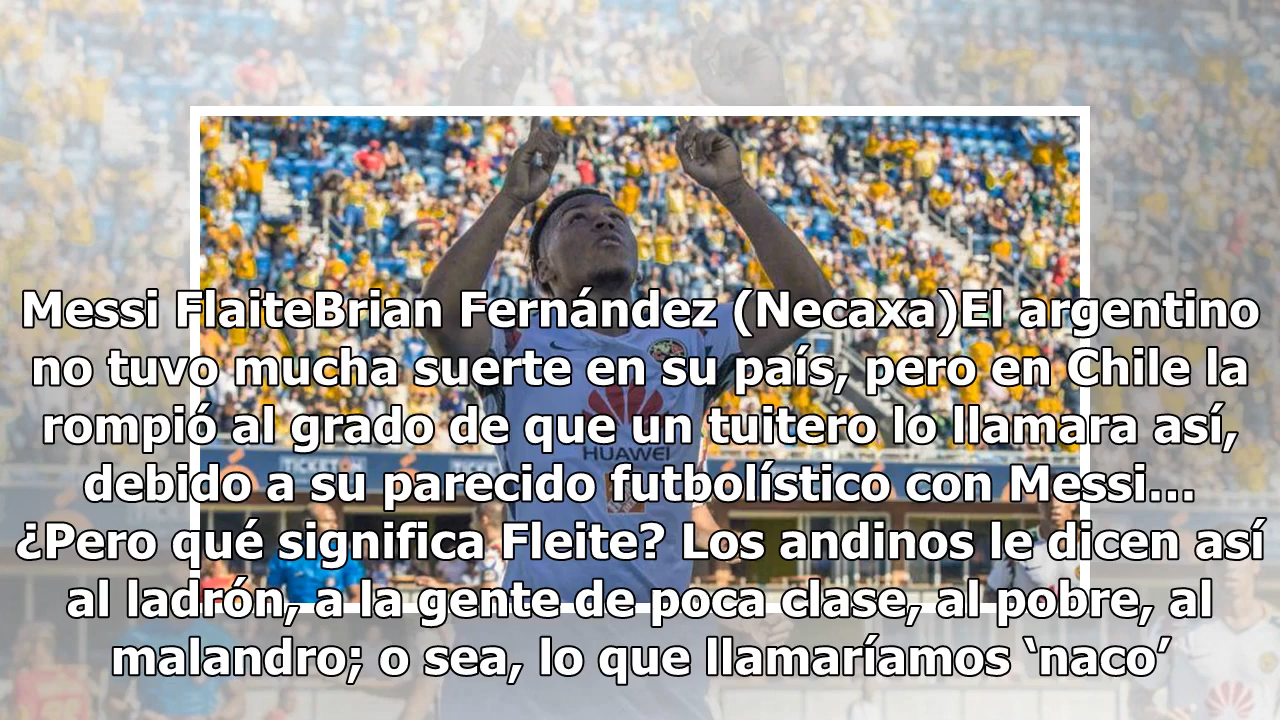 Messi FlaiteBrian Fernández (Necaxa)El argentino
no tuvo mucha suerte en su país, pero en Chile la
rompió al grado de que un tuitero lo llamara así,
debido a su parecido futbolístico con Messi...
¿Pero qué significa Fleite? Los andinos le dicen así
al ladrón, a la gente de poca clase, al pobre, al
malandro; o sea, lo que llamaríamos ‘naco’
HUAWEI